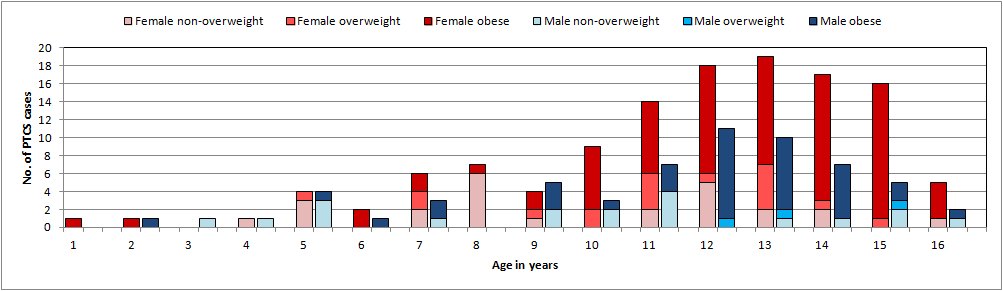 Female non-overweight Female overweight Female obese Male non-overweight Male overweight Male obese
20
18
16
14
12
10
8
6
4
2
0
No. of PTCS cases
1 2 3 4 5 6 7 8 9 10 11 12 13 14 15 16
Age in years